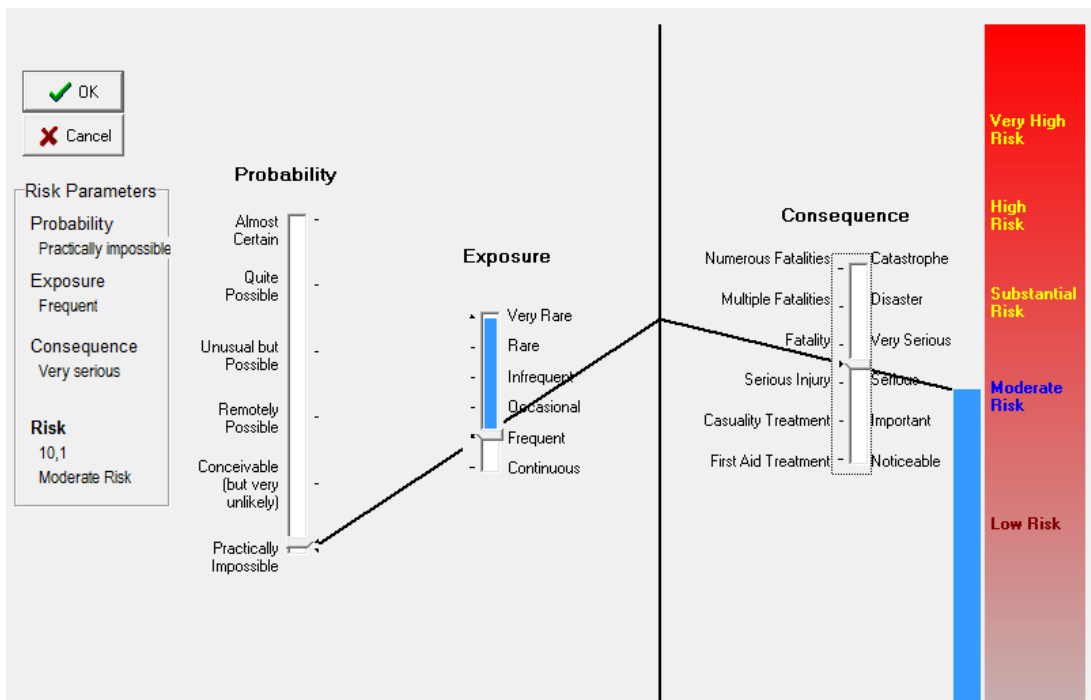 OK
Cancel
Risk Parameters
Probability
Practically impossible
Exposure
Frequent
Consequence
Very serious
Risk
10,1
Moderate Risk
Probability
Almost
Certain
Quite
Possible
Unusual but
Possible
Remotely
Possible
Conceivable
(but very
unlikely)
Practically
Impossible
Exposure
Very Rare
Rare
Infrequent
Occasional
Frequent
Continuous
Consequence
Numerous Fatalities Catastrophe
Multiple Fatalities Disaster
Fatality Very Serious
Serious Injury Serious
Casuality Treatment Important
First Aid Treatment Noticeable
Very High
Risk
High
Risk
Substantial
Risk
Moderate
Risk
Low Risk